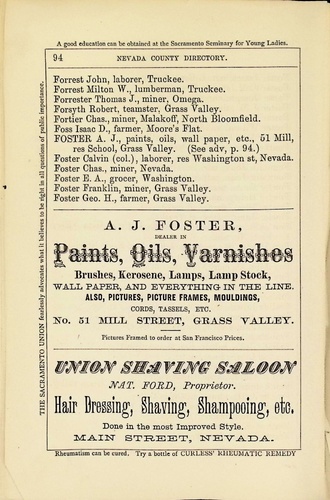 A good education can be obtained at the Sacramento Seminary for Young Ladies.
94 NEVADA COUNTY DIRECTORY.
Forrest John, laborer, Truckee.
Forrest Milton W., lumberman, Truckee.
Forrester Thomas J., miner, Omega.
Forsyth Robert, teamster, Grass Valley.
Fortier Chas., miner, Malakoff, North Bloomfield.
Foss Isaac D., farmer, Moore's Flat.
FOSTER A. J., paints, oils, wall paper, etc., 51 Mill,
res School, Grass Valley. (See adv, p. 94.)
Foster Calvin (col.), laborer, res Washington st, Nevada.
Foster Chas., miner, Nevada.
Foster E. A., grocer, Washington.
Foster Franklin, miner, Grass Valley.
Foster Geo. H., farmer, Grass Valley.
A. J. FOSTER,
DEALER IN
Paints, Oils, Varnishes
Brushes, Kerosene, Lamps, Lamp Stock,
WALL PAPER, AND EVERYTHING IN THE LINE.
ALSO, PICTURES, PICTURE FRAMES, MOULDINGS,
CORDS, TASSELS, ETC.
No. 51 MILL STREET, GRASS VALLEY.
Pictures Framed to order at San Francisco Prices.
UNION SHAVING SALOON
NAT. FORD, Proprietor.
Hair Dressing, Shaving, Shampooing, etc.
Done in the most Improved Style.
MAIN STREET, NEVADA.
Rheumatism can be cured. Try a bottle of CURLESS' RHEUMATIC REMEDY
THE SACRAMENTO UNION fearlessly advocates what it believes to be right in all questions of public importance.